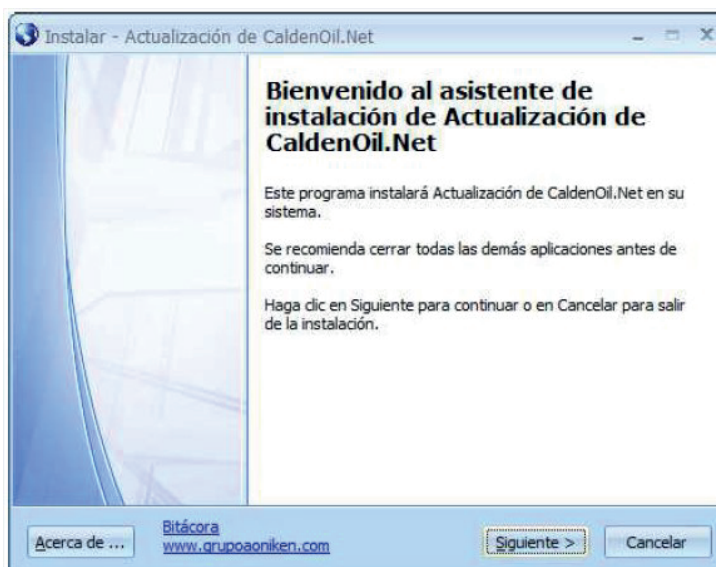 Instalar - Actualización de CaldenOil.Net
Bienvenido al asistente de
instalación de Actualización de
CaldenOil.Net
Este programa instalará Actualización de CaldenOil.Net en su
sistema.
Se recomienda cerrar todas las demás aplicaciones antes de
continuar.
Haga clic en Siguiente para continuar o en Cancelar para salir
de la instalación.
Acerca de ...
Bitácora
www.grupoaoniken.com
Siguiente >
Cancelar